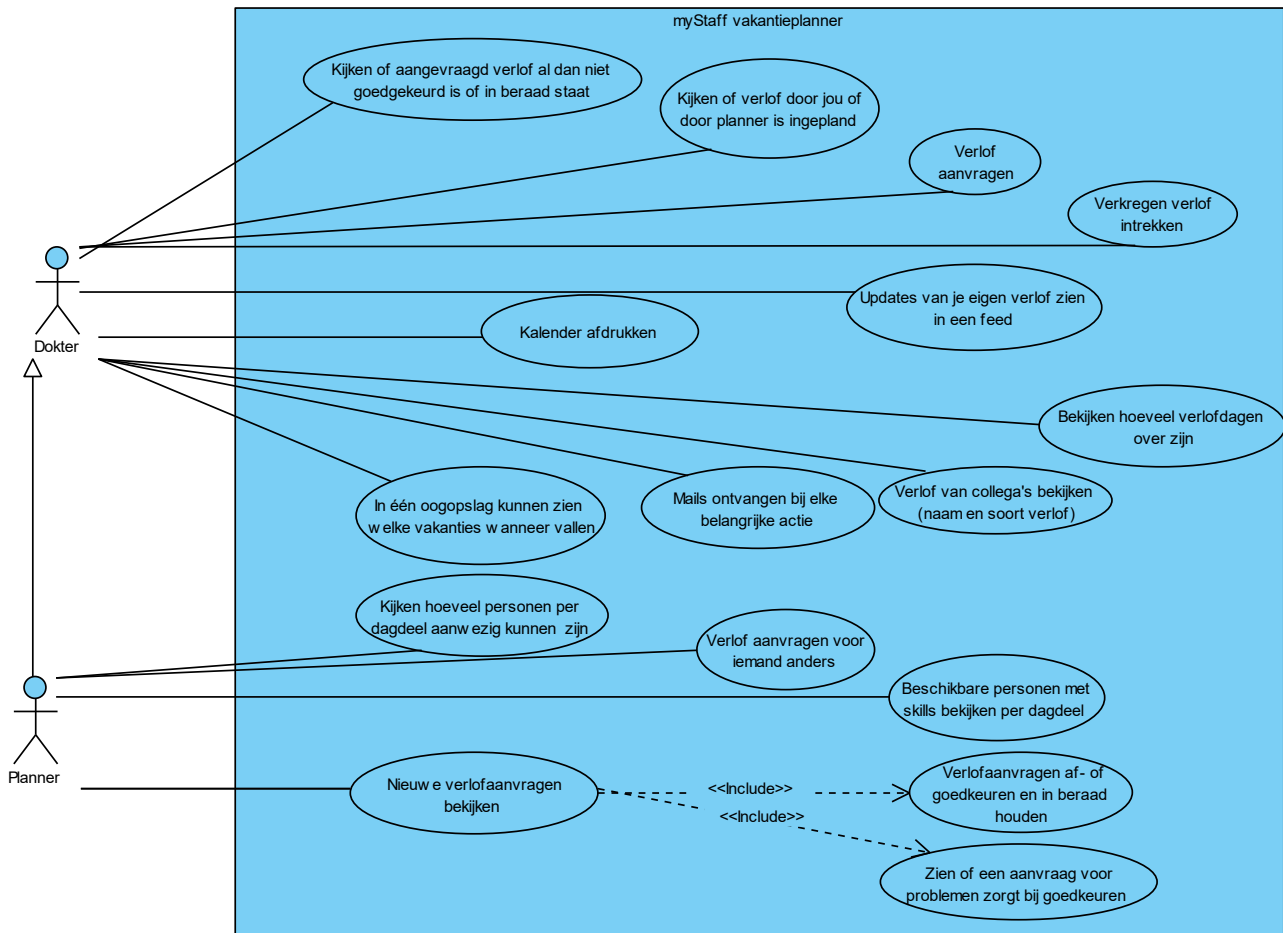 myStaff vakantieplanner
Kijken of aangevraagd verlof al dan niet
goedgekeurd is of in beraad staat
Kijken of verlof door jou of
door planner is ingepland
Verlof
aanvragen
Verkregen verlof
intrekken
Dokter
Updates van je eigen verlof zien
in een feed
Kalender afdrukken
Bekijken hoeveel verlofdagen
over zijn
In één oogopslag kunnen zien
welke vakanties wanneer vallen
Mails ontvangen bij elke
belangrijke actie
Verlof van collega's bekijken
(naam en soort verlof)
Kijken hoeveel personen per
dagdeel aanwezig kunnen zijn
Verlof aanvragen voor
iemand anders
Beschikbare personen met
skills bekijken per dagdeel
Planner
Nieuwe verlofaanvragen
bekijken
<<Include>>
<<Include>>
Verlofaanvragen af- of
goedkeuren en in beraad
houden
Zien of een aanvraag voor
problemen zorgt bij goedkeuren